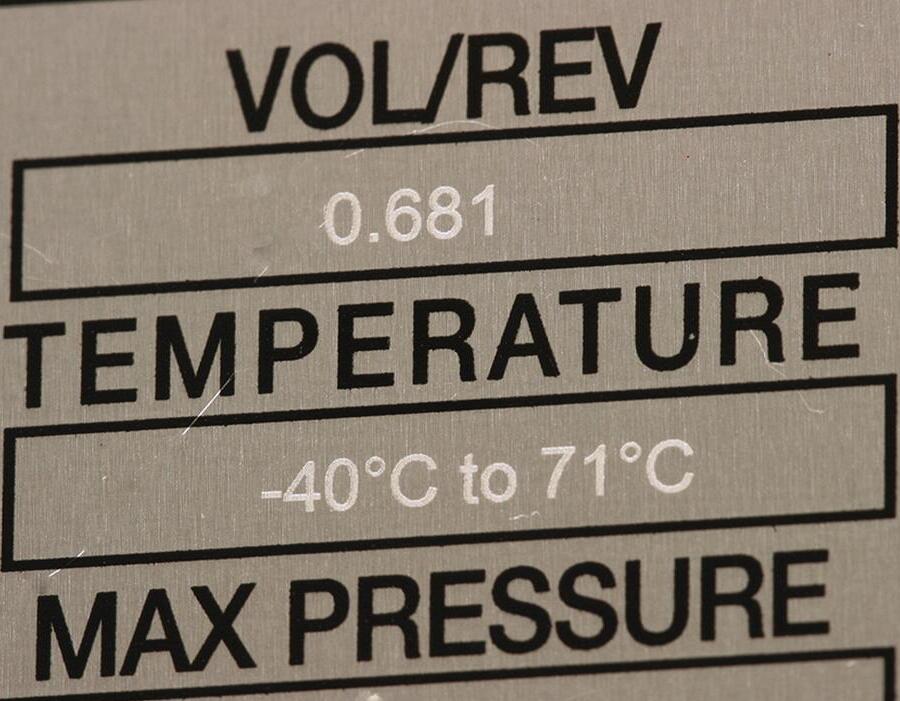 VOL/REV
0.681
TEMPERATURE
-40°C to 71°C
MAX PRESSURE